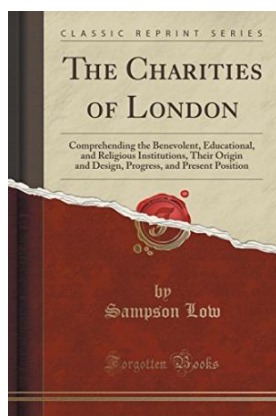 CLASSIC REPRINT SERIES
THE CHARITIES
OF LONDON
Comprehending the Benevolent, Educational,
and Religious Institutions, Their Origin
and Design, Progress, and Present Position
by
Sampson Low
Forgotten Books